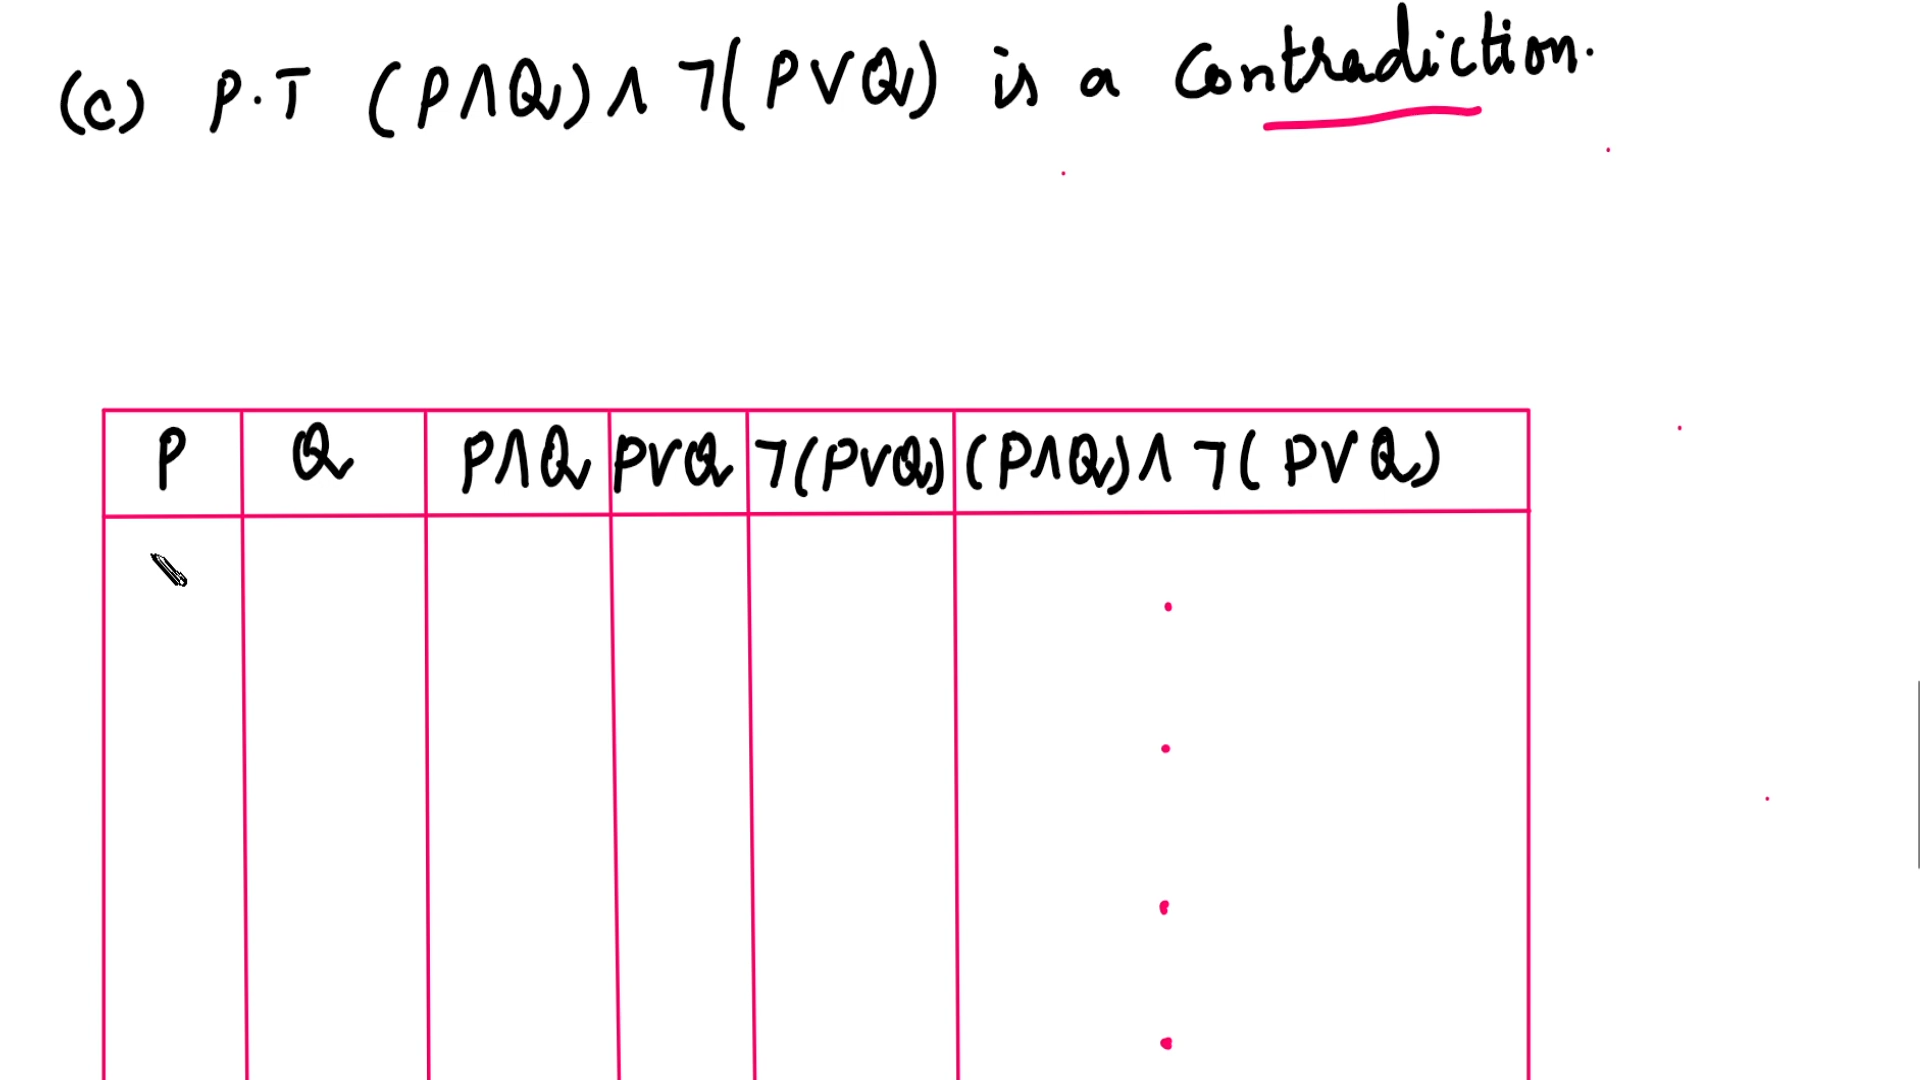 (c) P.T (P∧Q)∧ ¬(P∨Q) is a Contradiction.
P Q P∧Q P∨Q ¬(P∨Q) (P∧Q)∧ ¬(P∨Q)